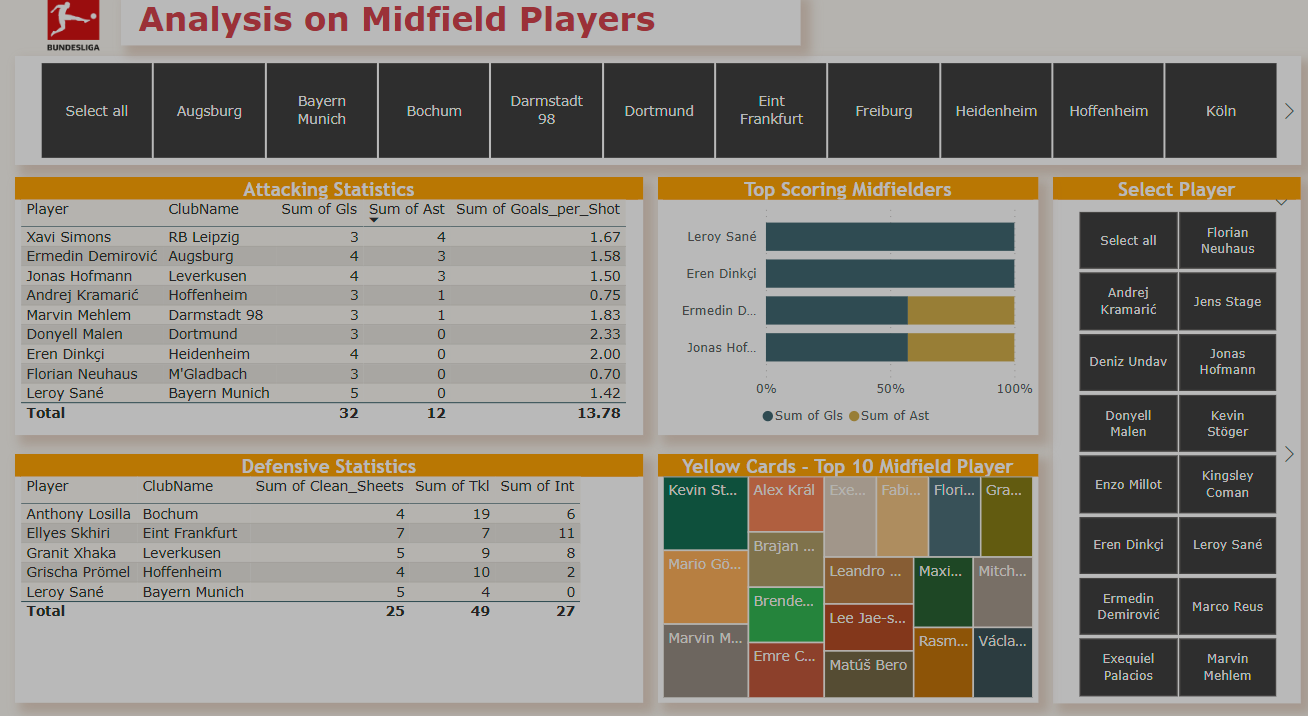 BUNDESLIGA
Analysis on Midfield Players
Select all
Augsburg
Bayern
Munich
Bochum
Darmstadt
98
Dortmund
Eint
Frankfurt
Freiburg
Heidenheim
Hoffenheim
Köln
Attacking Statistics
Player ClubName Sum of Gls Sum of Ast Sum of Goals_per_Shot
Xavi Simons RB Leipzig 3 4 1.67
Ermedin Demirović Augsburg 4 3 1.58
Jonas Hofmann Leverkusen 4 3 1.50
Andrej Kramarić Hoffenheim 3 1 0.75
Marvin Mehlem Darmstadt 98 3 1 1.83
Donyell Malen Dortmund 3 0 2.33
Eren Dinkçi Heidenheim 4 0 2.00
Florian Neuhaus M'Gladbach 3 0 0.70
Leroy Sané Bayern Munich 5 0 1.42
Total 32 12 13.78
Top Scoring Midfielders
Leroy Sané
Eren Dinkçi
Ermedin D...
Jonas Hof...
0% 50% 100%
Sum of Gls Sum of Ast
Select Player
Select all
Florian
Neuhaus
Andrej
Kramarić
Jens Stage
Deniz Undav
Jonas
Hofmann
Donyell
Malen
Kevin
Stöger
Enzo Millot
Kingsley
Coman
Eren Dinkçi
Leroy Sané
Ermedin
Demirović
Marco Reus
Exequiel
Palacios
Marvin
Mehlem
Defensive Statistics
Player ClubName Sum of Clean_Sheets Sum of Tkl Sum of Int
Anthony Losilla Bochum 4 19 6
Ellyes Skhiri Eint Frankfurt 7 7 11
Granit Xhaka Leverkusen 5 9 8
Grischa Prömel Hoffenheim 4 10 2
Leroy Sané Bayern Munich 5 4 0
Total 25 49 27
Yellow Cards - Top 10 Midfield Player
Kevin St...
Mario Gö...
Marvin M...
Alex Král
Brajan ...
Brende...
Emre C...
Exe...
Fabi...
Flori...
Gra...
Leandro ...
Lee Jae-s...
Matúš Bero
Maxi...
Mitch...
Rasm...
Václa...